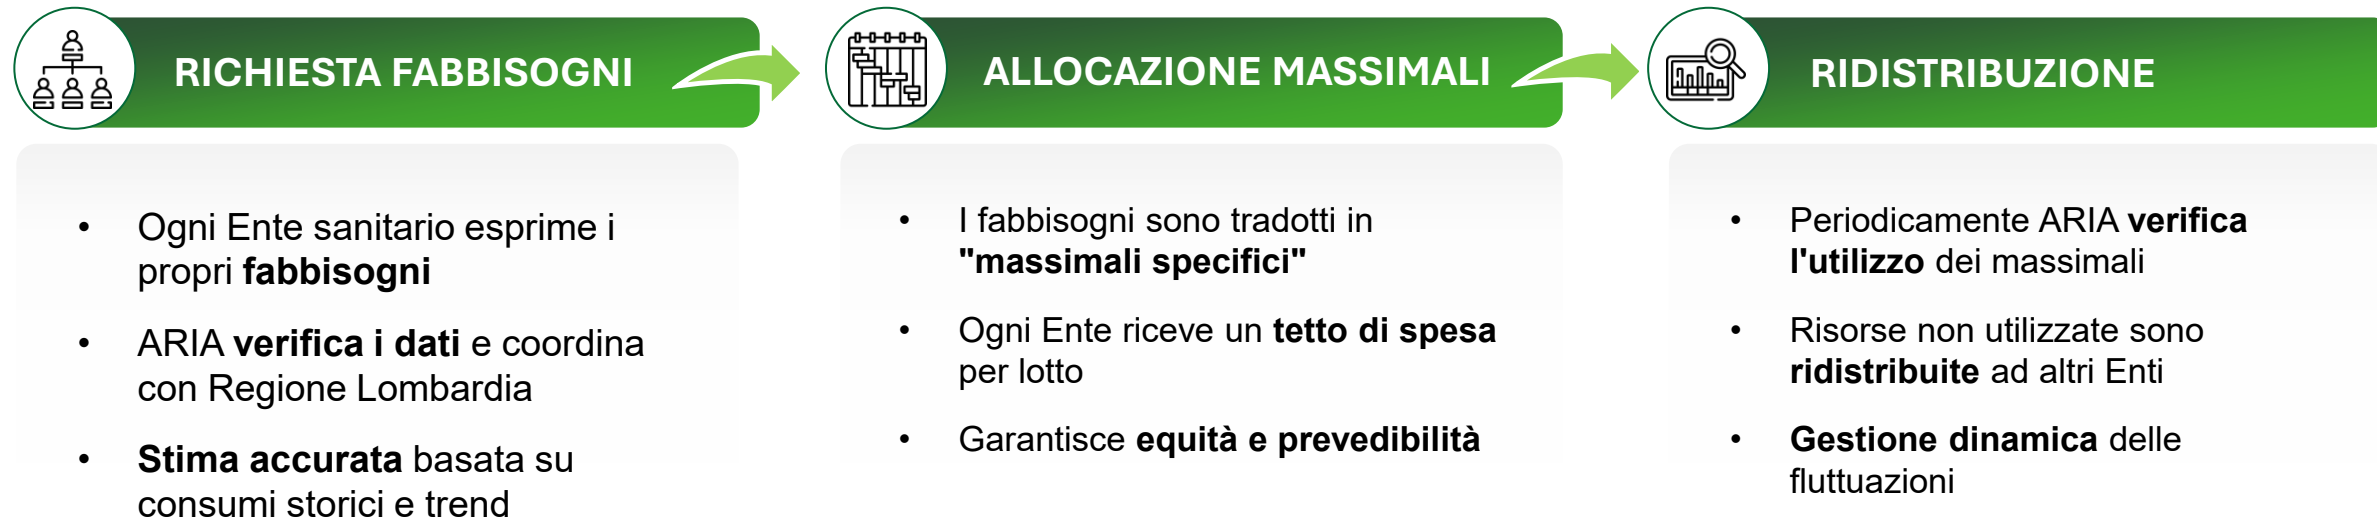 RICHIESTA FABBISOGNI
• Ogni Ente sanitario esprime i
propri fabbisogni
• ARIA verifica i dati e coordina
con Regione Lombardia
• Stima accurata basata su
consumi storici e trend
ALLOCAZIONE MASSIMALI
• I fabbisogni sono tradotti in
"massimali specifici"
• Ogni Ente riceve un tetto di spesa
per lotto
• Garantisce equità e prevedibilità
RIDISTRIBUZIONE
• Periodicamente ARIA verifica
l'utilizzo dei massimali
• Risorse non utilizzate sono
ridistribuite ad altri Enti
• Gestione dinamica delle
fluttuazioni